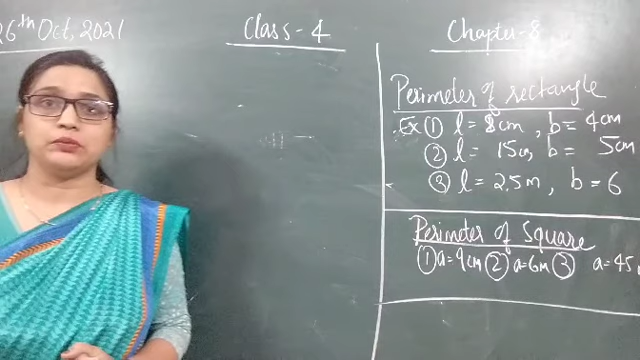 26th Oct, 2021
Class - 4
Chapter-8
Perimeter of rectangle
Ex ① l = 8cm , b = 4cm
② l = 15cm, b = 5cm
③ l = 2.5m , b = 6
Perimeter of Square
① a=9cm ② a=6m ③ a=45